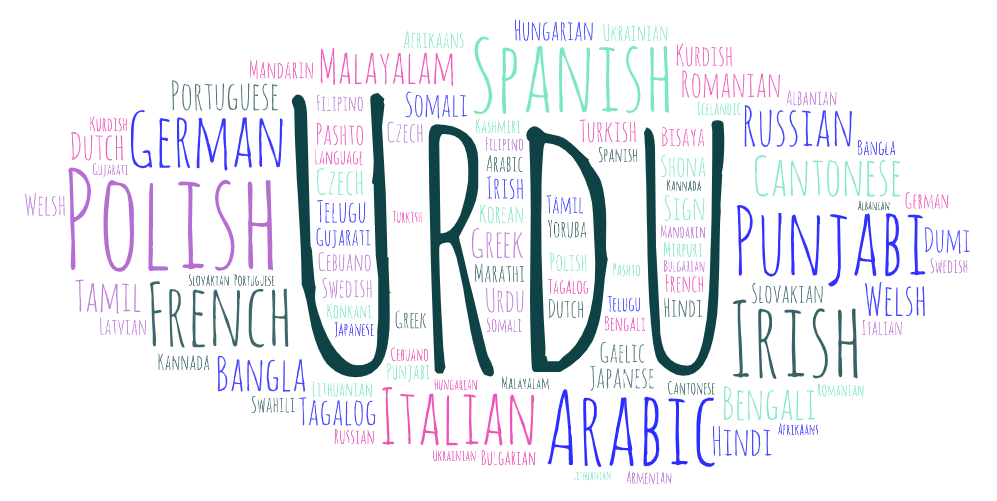 Hungarian Ukrainian
Afrikaans
Spanish
Kurdish
Mandarin Malayalam
Romanian
Portuguese
Filipino Somali
Icelandic Albanian
Kurdish
German
Pashto Czech
Kashmiri
Turkish
Bisaya
Russian
Dutch
Language
Filipino
Spanish
Bangla
Gujarati
Czech
Arabic
Shona
Kannada
Cantonese
Welsh
Polish
Telugu
Turkish
Irish
Tamil
Sign
Albanian
German
Urdu
Gujarati
Korean
Yoruba
Mandarin
Punjabi
Dumi
Cebuano
Greek
Polish
Pashto
Mirpuri
Bulgarian
Swedish
Tamil
Slovakian Portuguese
Swedish
Marathi
Tagalog
French
Slovakian
Welsh
Latvian
French
Konkani
Greek
Urdu
Dutch
Telugu
Hindi
Irish
Italian
Japanese
Somali
Bengali
Kannada
Cebuano
Gaelic
Bangla
Punjabi
Japanese
Lithuanian
Hungarian
Malayalam
Cantonese
Bengali
Romanian
Swahili
Tagalog
Italian
Arabic
Hindi
Afrikaans
Russian
Ukrainian
Bulgarian
Lithuanian
Armenian